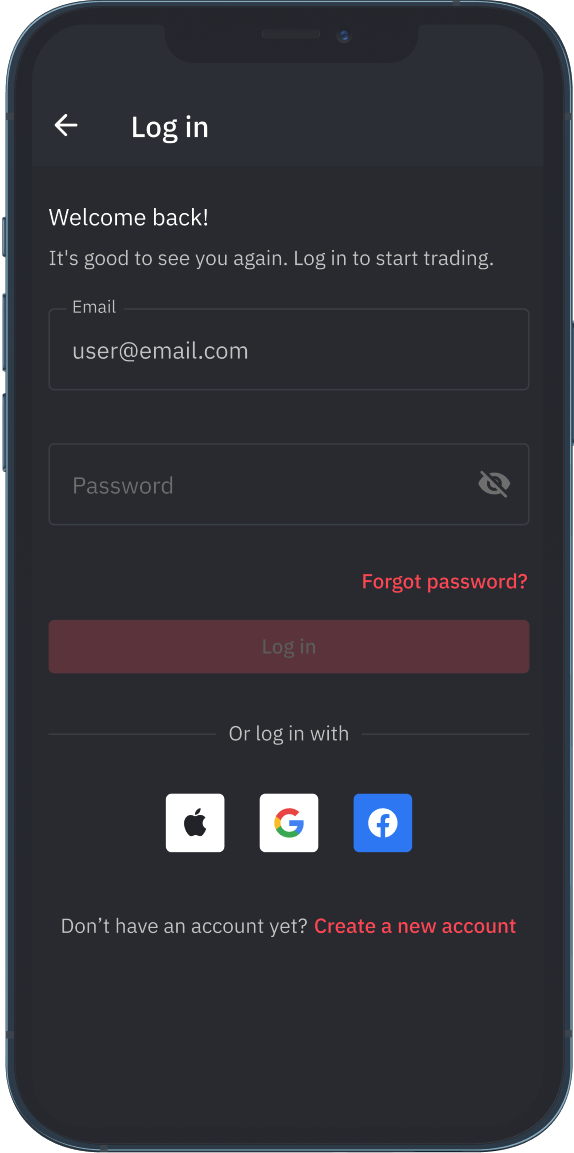 Log in
Welcome back!
It's good to see you again. Log in to start trading.
Email
user@email.com
Password
Forgot password?
Log in
Or log in with
Don’t have an account yet? Create a new account